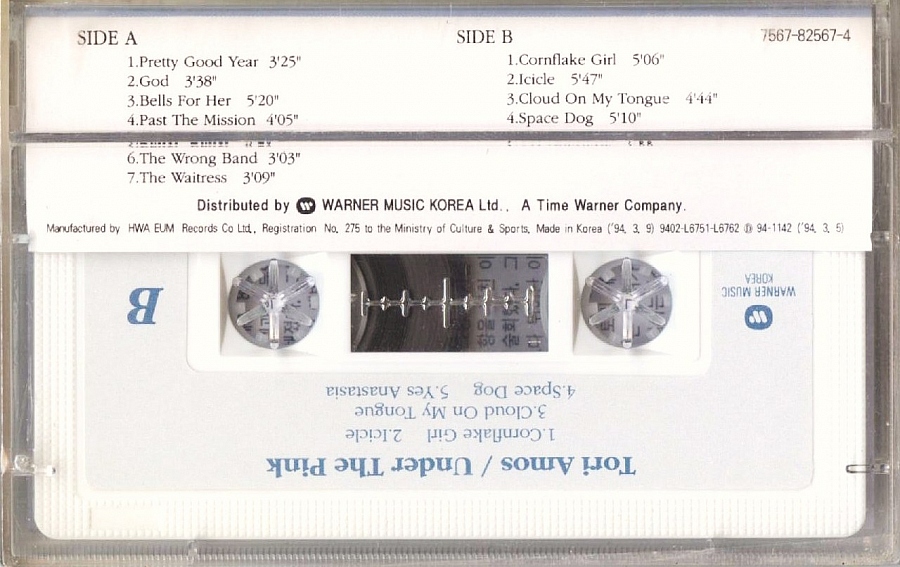 SIDE A
1.Pretty Good Year 3'25"
2.God 3'38"
3.Bells For Her 5'20"
4.Past The Mission 4'05"
6.The Wrong Band 3'03"
7.The Waitress 3'09"
SIDE B
1.Cornflake Girl 5'06"
2.Icicle 5'47"
3.Cloud On My Tongue 4'44"
4.Space Dog 5'10"
7567-82567-4
Distributed by WARNER MUSIC KOREA Ltd., A Time Warner Company.
Manufactured by HWA EUM Records Co Ltd., Registration No. 275 to the Ministry of Culture & Sports, Made in Korea ('94. 3. 9) 9402-L6751-L6762 ⓟ 94-1142 ('94. 3. 5)
B
WARNER MUSIC
KOREA
Tori Amos / Under The Pink
1.Cornflake Girl 2.Icicle
3.Cloud On My Tongue
4.Space Dog 5.Yes Anastasia